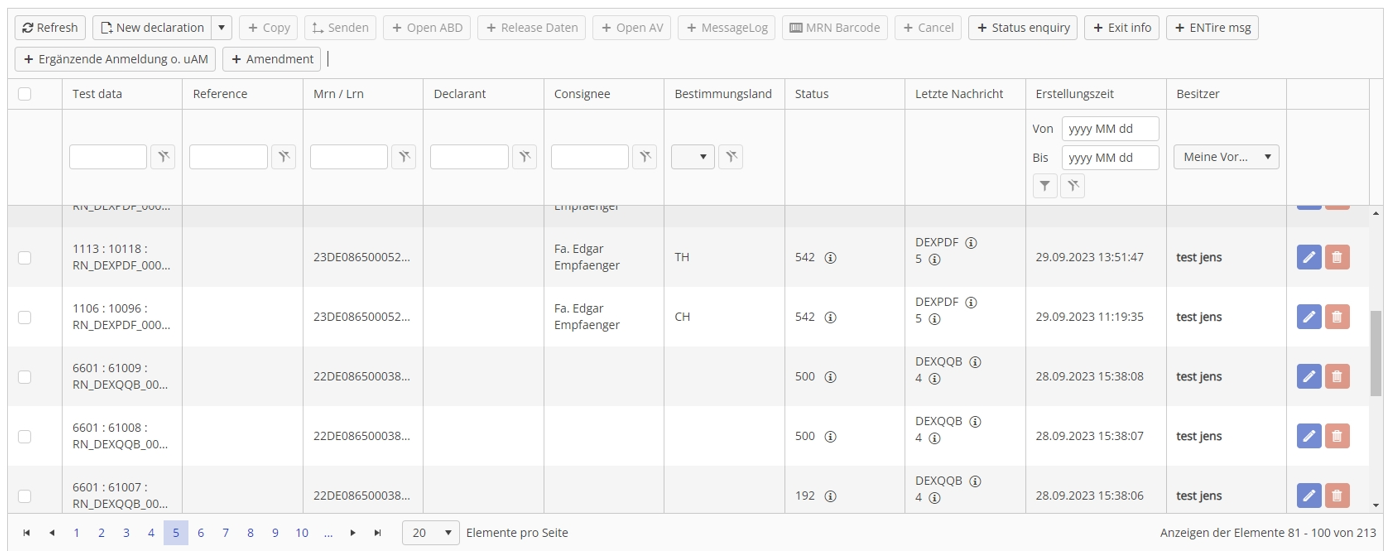 Refresh New declaration Copy Senden Open ABD Release Daten Open AV MessageLog MRN Barcode Cancel Status enquiry Exit info ENTire msg
Ergänzende Anmeldung o. uAM Amendment
Test data Reference Mrn / Lrn Declarant Consignee Bestimmungsland Status Letzte Nachricht Erstellungszeit Besitzer
Von yyyy MM dd
Bis yyyy MM dd
Meine Vor...
RN_DEXPDF_000... Empfaenger
1113 : 10118 :
RN_DEXPDF_000...
23DE086500052...
Fa. Edgar
Empfaenger
TH
542
DEXPDF
5
29.09.2023 13:51:47
test jens
1106 : 10096 :
RN_DEXPDF_000...
23DE086500052...
Fa. Edgar
Empfaenger
CH
542
DEXPDF
5
29.09.2023 11:19:35
test jens
6601 : 61009 :
RN_DEXQQB_00...
22DE086500038...
500
DEXQQB
4
28.09.2023 15:38:08
test jens
6601 : 61008 :
RN_DEXQQB_00...
22DE086500038...
500
DEXQQB
4
28.09.2023 15:38:07
test jens
6601 : 61007 :
RN_DEXQQB_00...
22DE086500038...
192
DEXQQB
4
28.09.2023 15:38:06
test jens
1 2 3 4 5 6 7 8 9 10 ... 20 Elemente pro Seite Anzeigen der Elemente 81 - 100 von 213